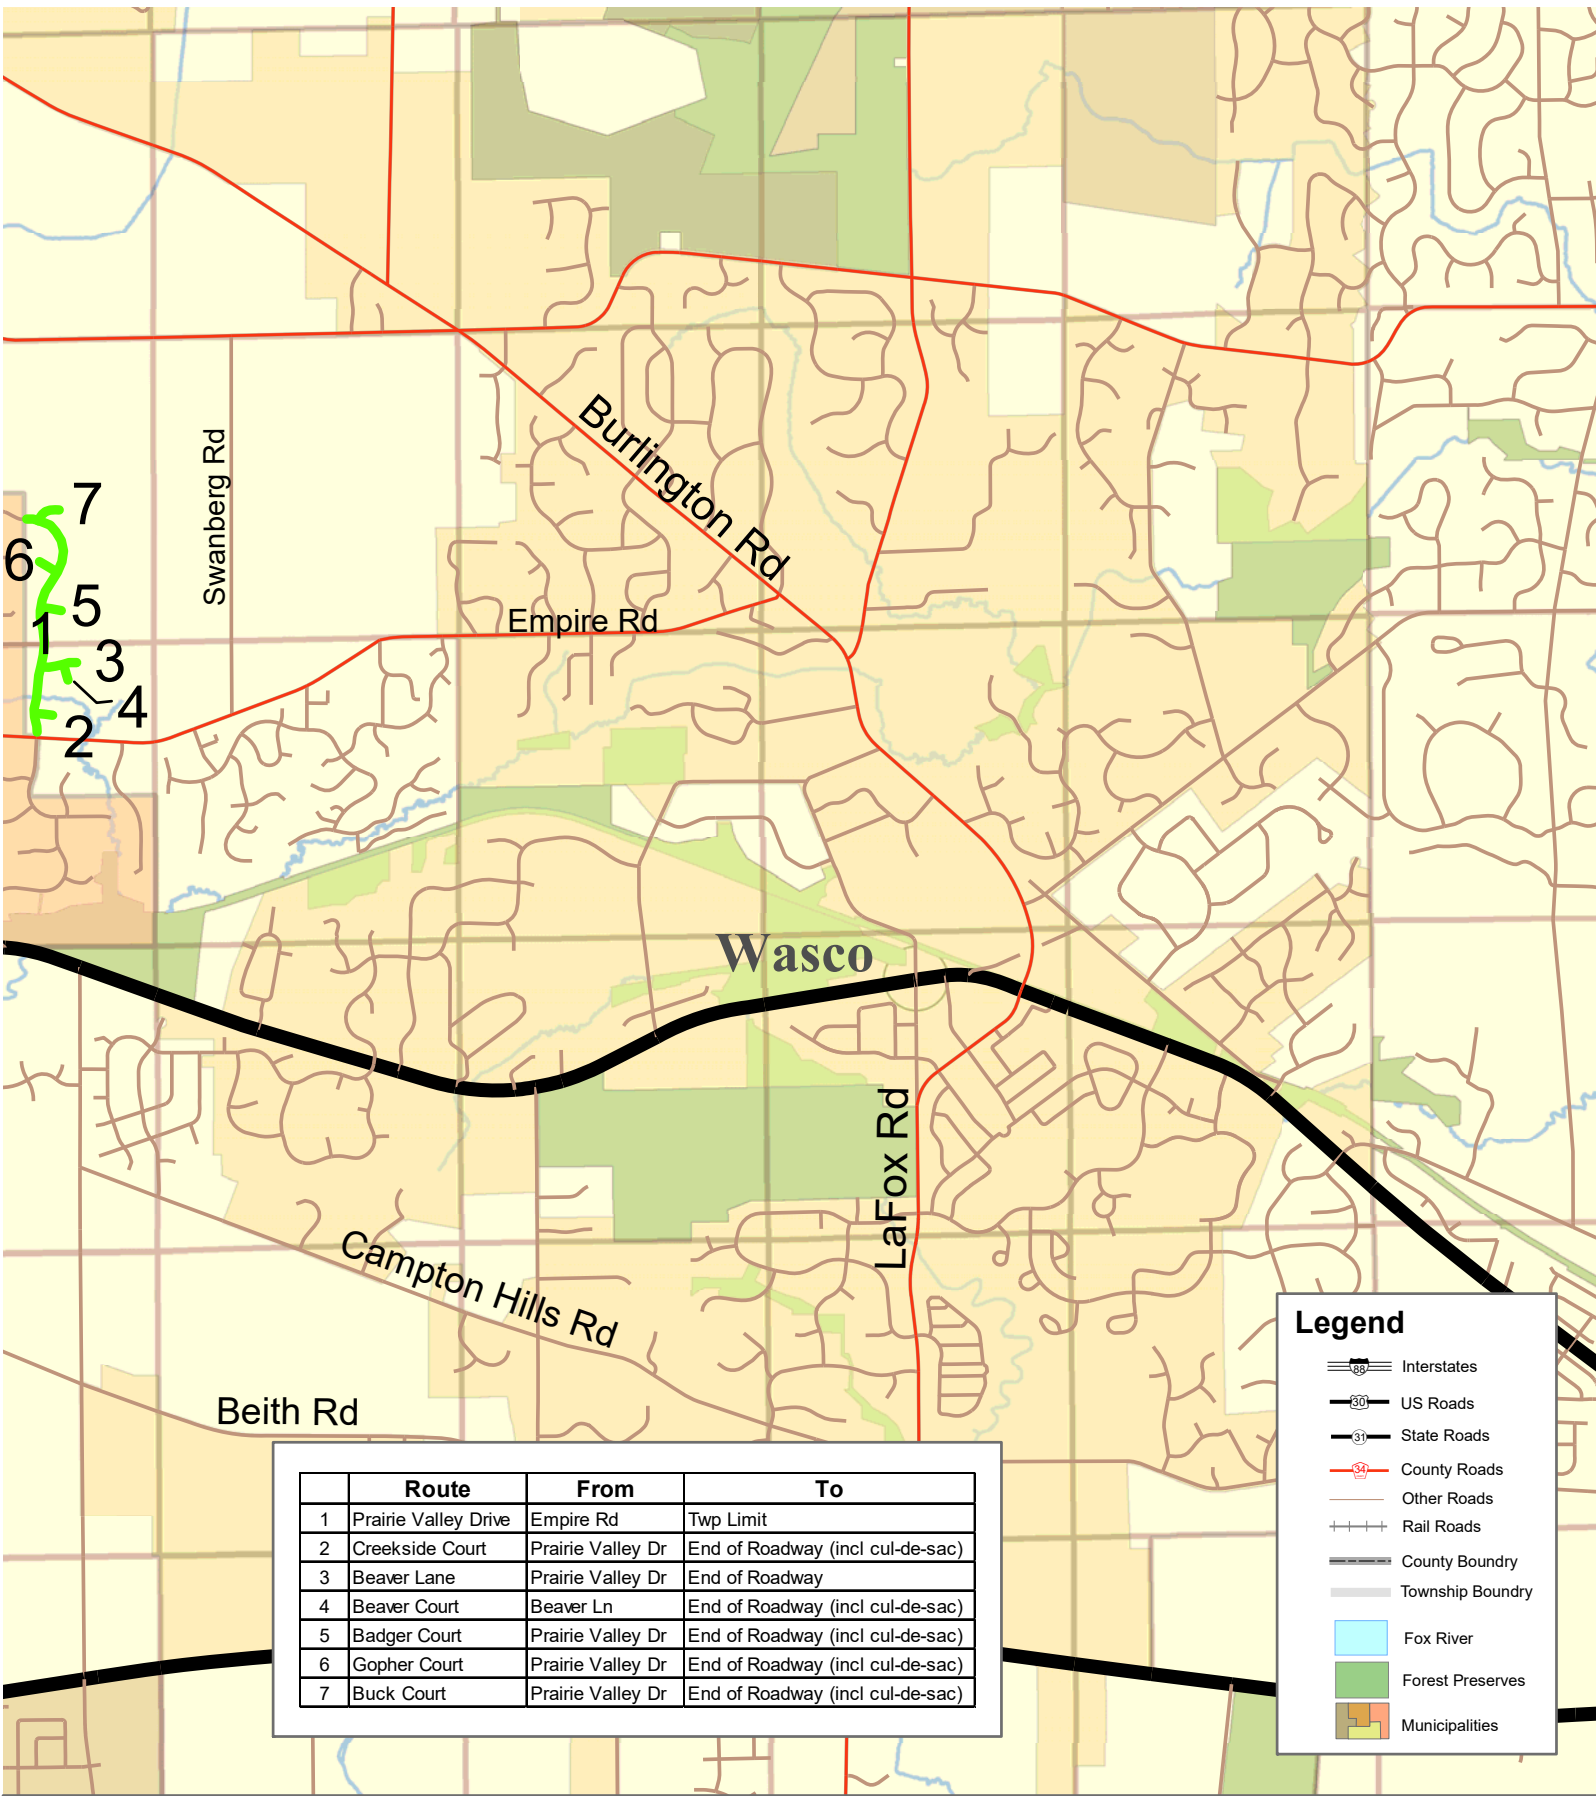 Burlington Rd
Swanberg Rd
7
6
5
1
3
4
2
Empire Rd
Wasco
LaFox Rd
Campton Hills Rd
Beith Rd
Legend
88 Interstates
30 US Roads
31 State Roads
34 County Roads
Other Roads
Rail Roads
County Boundry
Township Boundry
Fox River
Forest Preserves
Municipalities
Route From To
1 Prairie Valley Drive Empire Rd Twp Limit
2 Creekside Court Prairie Valley Dr End of Roadway (incl cul-de-sac)
3 Beaver Lane Prairie Valley Dr End of Roadway
4 Beaver Court Beaver Ln End of Roadway (incl cul-de-sac)
5 Badger Court Prairie Valley Dr End of Roadway (incl cul-de-sac)
6 Gopher Court Prairie Valley Dr End of Roadway (incl cul-de-sac)
7 Buck Court Prairie Valley Dr End of Roadway (incl cul-de-sac)